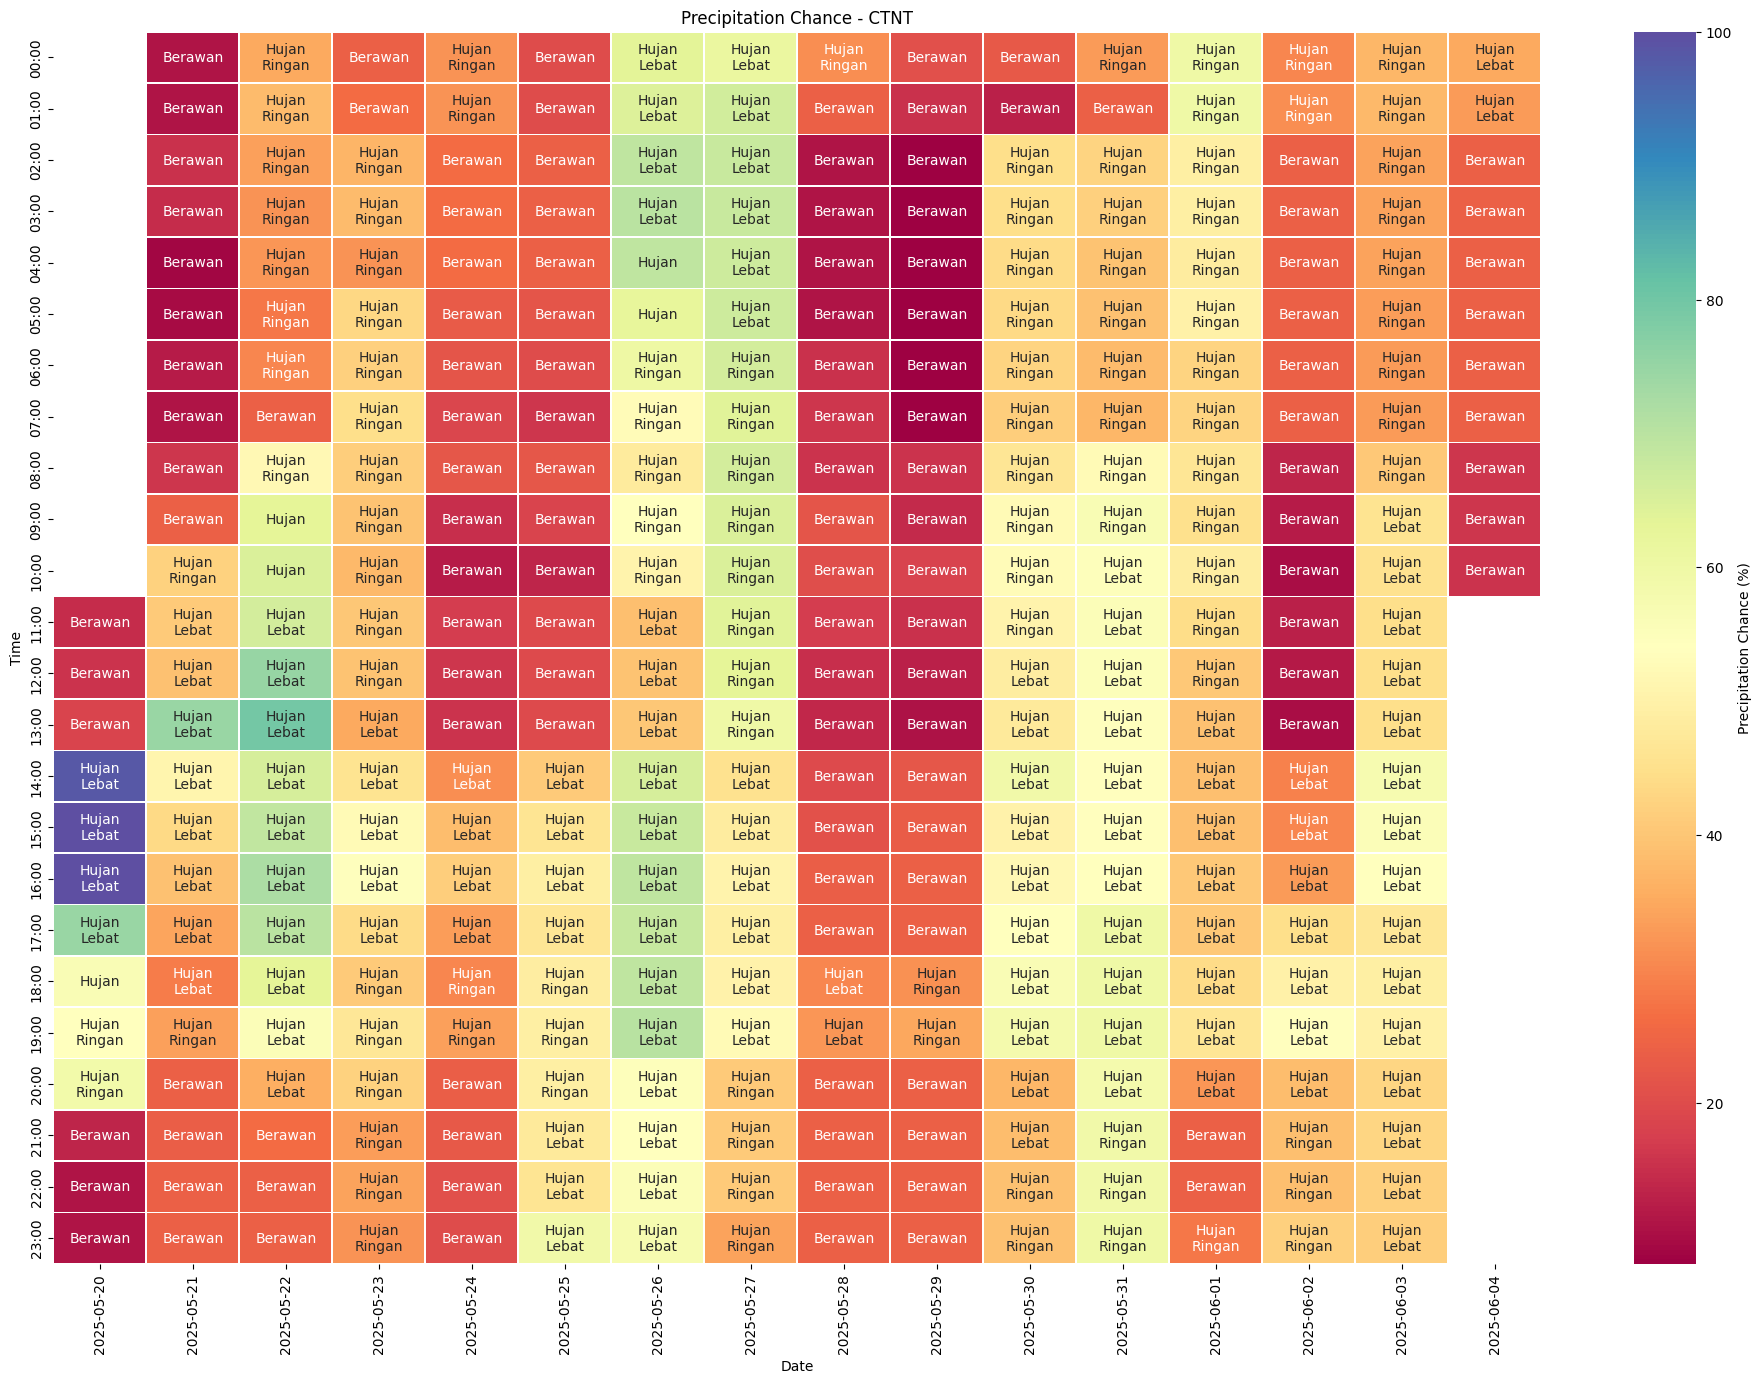 Precipitation Chance - CTNT
00:00 Berawan Hujan Ringan Berawan Hujan Ringan Berawan Hujan Lebat Hujan Lebat Hujan Ringan Berawan Berawan Hujan Ringan Hujan Ringan Hujan Ringan Hujan Ringan Hujan Lebat
01:00 Berawan Hujan Ringan Berawan Hujan Ringan Berawan Hujan Lebat Hujan Lebat Berawan Berawan Berawan Berawan Hujan Ringan Hujan Ringan Hujan Ringan Hujan Lebat
02:00 Berawan Hujan Ringan Hujan Ringan Berawan Berawan Hujan Lebat Hujan Lebat Berawan Berawan Hujan Ringan Hujan Ringan Hujan Ringan Berawan Hujan Ringan Berawan
03:00 Berawan Hujan Ringan Hujan Ringan Berawan Berawan Hujan Lebat Hujan Lebat Berawan Berawan Hujan Ringan Hujan Ringan Hujan Ringan Berawan Hujan Ringan Berawan
04:00 Berawan Hujan Ringan Hujan Ringan Berawan Berawan Hujan Hujan Lebat Berawan Berawan Hujan Ringan Hujan Ringan Hujan Ringan Berawan Hujan Ringan Berawan
05:00 Berawan Hujan Ringan Hujan Ringan Berawan Berawan Hujan Hujan Lebat Berawan Berawan Hujan Ringan Hujan Ringan Hujan Ringan Berawan Hujan Ringan Berawan
06:00 Berawan Hujan Ringan Hujan Ringan Berawan Berawan Hujan Ringan Hujan Ringan Berawan Berawan Hujan Ringan Hujan Ringan Hujan Ringan Berawan Hujan Ringan Berawan
07:00 Berawan Berawan Hujan Ringan Berawan Berawan Hujan Ringan Hujan Ringan Berawan Berawan Hujan Ringan Hujan Ringan Hujan Ringan Berawan Hujan Ringan Berawan
08:00 Berawan Hujan Ringan Hujan Ringan Berawan Berawan Hujan Ringan Hujan Ringan Berawan Berawan Hujan Ringan Hujan Ringan Hujan Ringan Berawan Hujan Ringan Berawan
09:00 Berawan Hujan Hujan Ringan Berawan Berawan Hujan Ringan Hujan Ringan Berawan Berawan Hujan Ringan Hujan Ringan Hujan Ringan Berawan Hujan Lebat Berawan
10:00 Hujan Ringan Hujan Hujan Ringan Berawan Berawan Hujan Ringan Hujan Ringan Berawan Berawan Hujan Ringan Hujan Lebat Hujan Ringan Berawan Hujan Lebat Berawan
11:00 Berawan Hujan Lebat Hujan Lebat Hujan Ringan Berawan Berawan Hujan Lebat Hujan Ringan Berawan Berawan Hujan Ringan Hujan Lebat Hujan Ringan Berawan Hujan Lebat
12:00 Berawan Hujan Lebat Hujan Lebat Hujan Ringan Berawan Berawan Hujan Lebat Hujan Ringan Berawan Berawan Hujan Lebat Hujan Lebat Hujan Ringan Berawan Hujan Lebat
13:00 Berawan Hujan Lebat Hujan Lebat Hujan Lebat Berawan Berawan Hujan Lebat Hujan Ringan Berawan Berawan Hujan Lebat Hujan Lebat Hujan Lebat Berawan Hujan Lebat
14:00 Hujan Lebat Hujan Lebat Hujan Lebat Hujan Lebat Hujan Lebat Hujan Lebat Hujan Lebat Hujan Lebat Berawan Berawan Hujan Lebat Hujan Lebat Hujan Lebat Hujan Lebat Hujan Lebat
15:00 Hujan Lebat Hujan Lebat Hujan Lebat Hujan Lebat Hujan Lebat Hujan Lebat Hujan Lebat Hujan Lebat Berawan Berawan Hujan Lebat Hujan Lebat Hujan Lebat Hujan Lebat Hujan Lebat
16:00 Hujan Lebat Hujan Lebat Hujan Lebat Hujan Lebat Hujan Lebat Hujan Lebat Hujan Lebat Hujan Lebat Berawan Berawan Hujan Lebat Hujan Lebat Hujan Lebat Hujan Lebat Hujan Lebat
17:00 Hujan Lebat Hujan Lebat Hujan Lebat Hujan Lebat Hujan Lebat Hujan Lebat Hujan Lebat Hujan Lebat Berawan Berawan Hujan Lebat Hujan Lebat Hujan Lebat Hujan Lebat Hujan Lebat
18:00 Hujan Hujan Lebat Hujan Lebat Hujan Ringan Hujan Ringan Hujan Ringan Hujan Lebat Hujan Lebat Hujan Lebat Hujan Ringan Hujan Lebat Hujan Lebat Hujan Lebat Hujan Lebat Hujan Lebat
19:00 Hujan Ringan Hujan Ringan Hujan Lebat Hujan Ringan Hujan Ringan Hujan Ringan Hujan Lebat Hujan Lebat Hujan Lebat Hujan Ringan Hujan Lebat Hujan Lebat Hujan Lebat Hujan Lebat Hujan Lebat
20:00 Hujan Ringan Berawan Hujan Lebat Hujan Ringan Berawan Hujan Ringan Hujan Lebat Hujan Ringan Berawan Berawan Hujan Lebat Hujan Lebat Hujan Lebat Hujan Lebat Hujan Lebat
21:00 Berawan Berawan Berawan Hujan Ringan Berawan Hujan Lebat Hujan Lebat Hujan Ringan Berawan Berawan Hujan Lebat Hujan Ringan Berawan Hujan Ringan Hujan Lebat
22:00 Berawan Berawan Berawan Hujan Ringan Berawan Hujan Lebat Hujan Lebat Hujan Ringan Berawan Berawan Hujan Ringan Hujan Ringan Berawan Hujan Ringan Hujan Lebat
23:00 Berawan Berawan Berawan Hujan Ringan Berawan Hujan Lebat Hujan Lebat Hujan Ringan Berawan Berawan Hujan Ringan Hujan Ringan Hujan Ringan Hujan Ringan Hujan Lebat
Time
2025-05-20 2025-05-21 2025-05-22 2025-05-23 2025-05-24 2025-05-25 2025-05-26 2025-05-27 2025-05-28 2025-05-29 2025-05-30 2025-05-31 2025-06-01 2025-06-02 2025-06-03 2025-06-04
Date
100
80
60
40
20
Precipitation Chance (%)